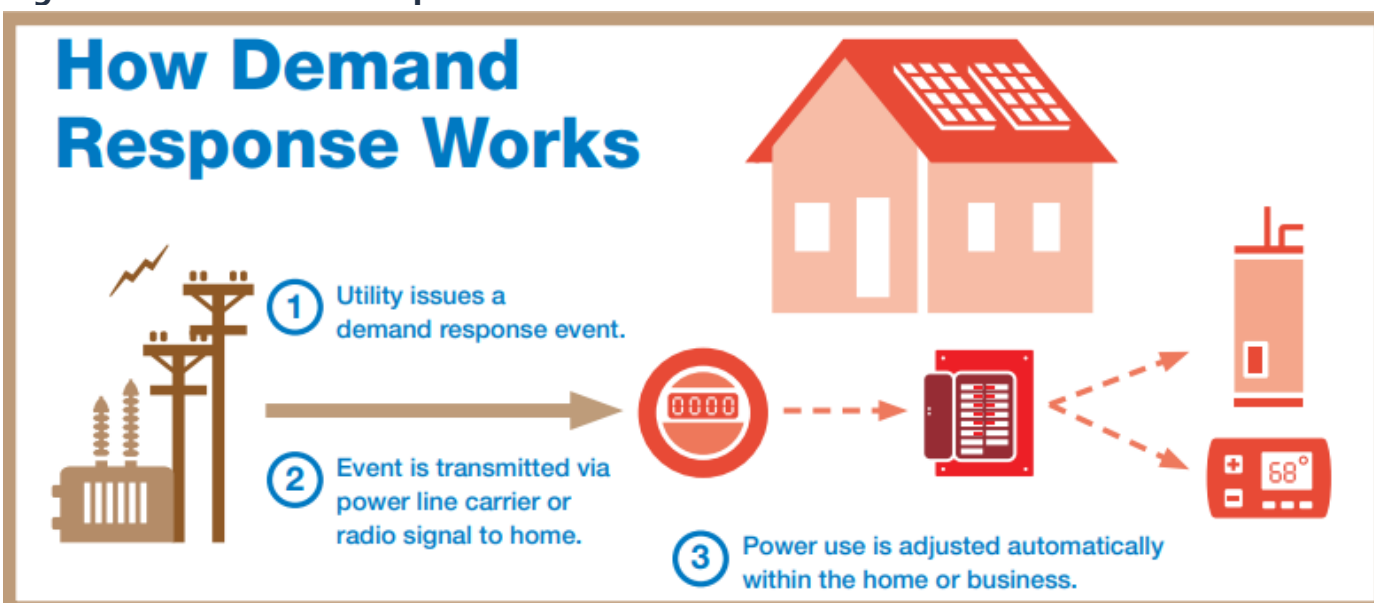 How Demand
Response Works
1
Utility issues a
demand response event.
0000
68°
2
Event is transmitted via
power line carrier or
radio signal to home.
3
Power use is adjusted automatically
within the home or business.